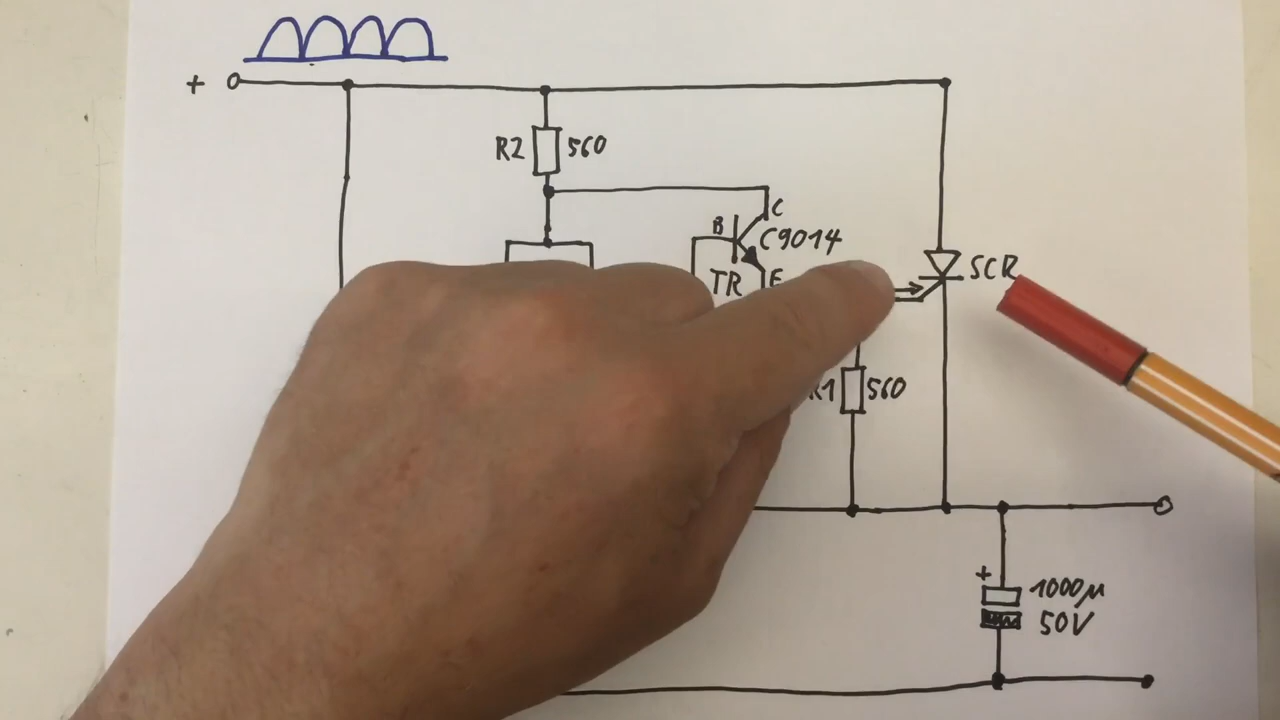 +
R2 560
B C
C9014
TR E
SCR
R1 560
+
1000μ
50V